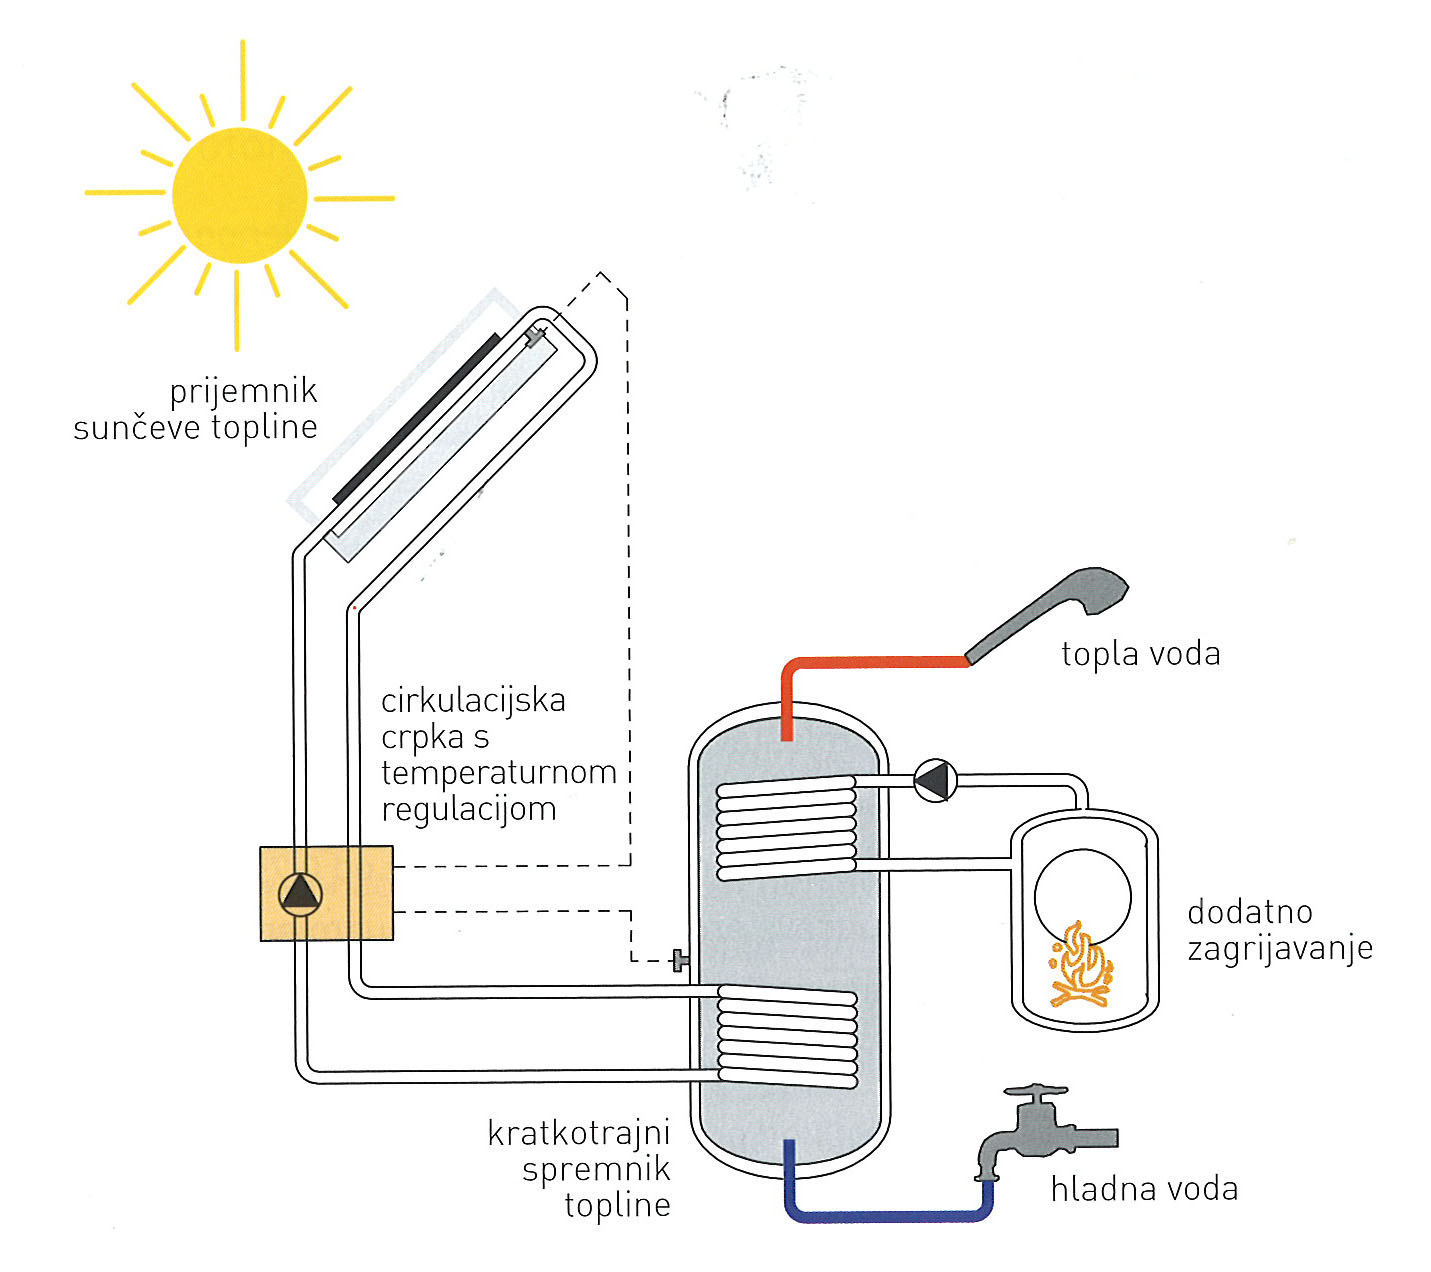 prijemnik
sunčeve topline
cirkulacijska
crpka s
temperaturnom
regulacijom
topla voda
dodatno
zagrijavanje
kratkotrajni
spremnik
topline
hladna voda